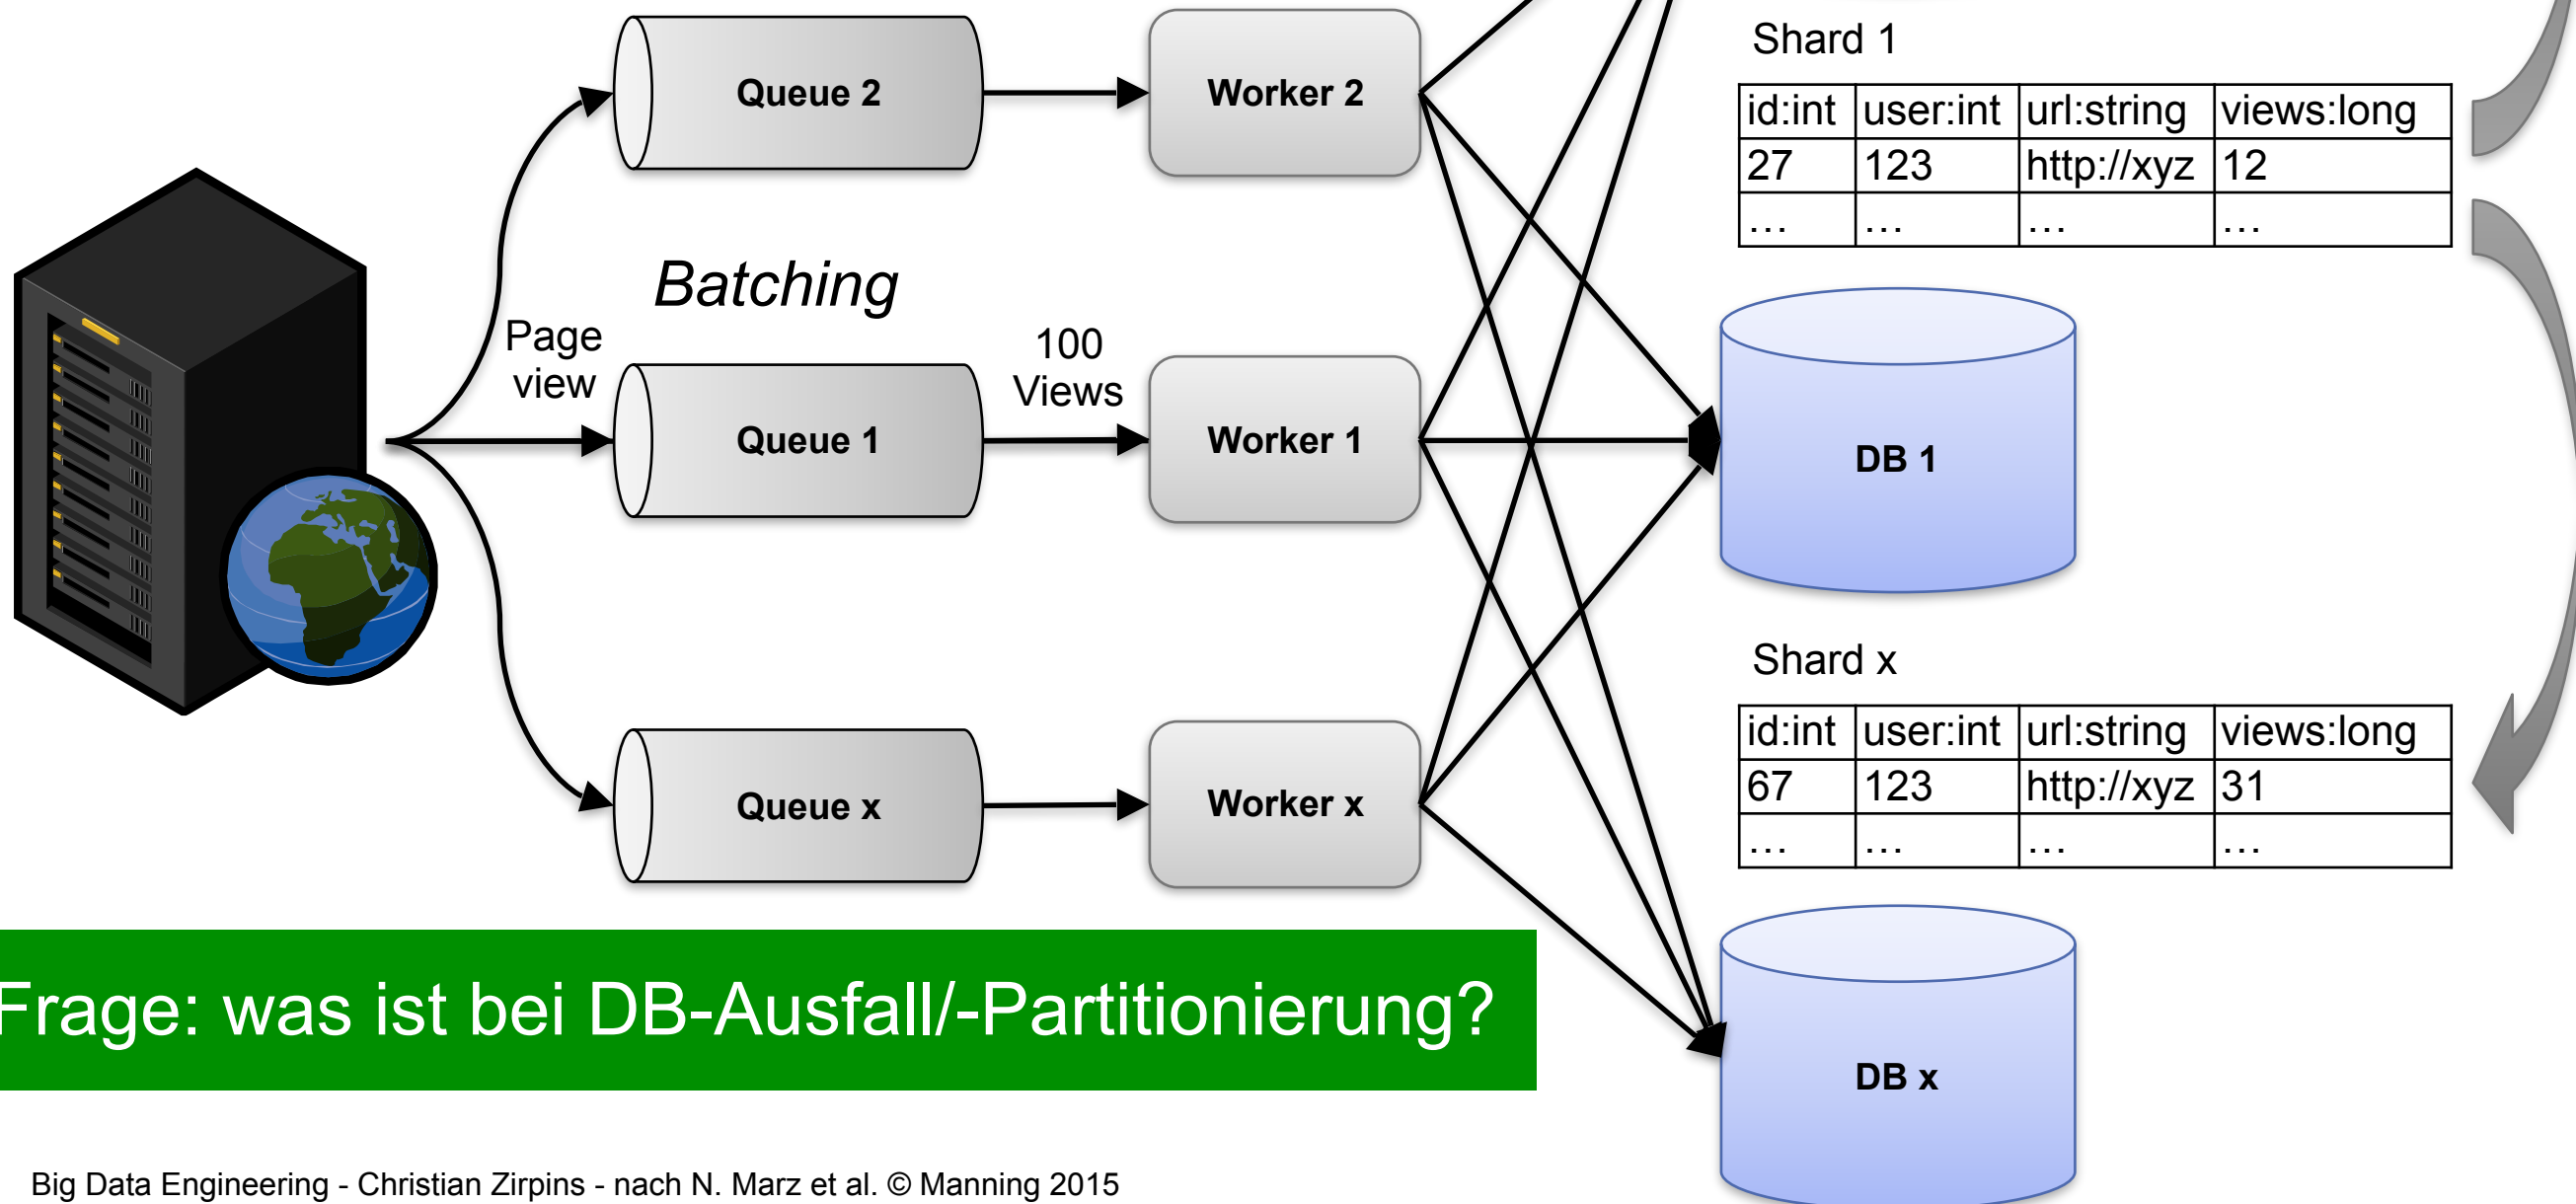 Queue 2
Worker 2
Shard 1
id:int user:int url:string views:long
27 123 http://xyz 12
... ... ... ...
Batching
Page
view
100
Views
Queue 1
Worker 1
DB 1
Shard x
id:int user:int url:string views:long
67 123 http://xyz 31
... ... ... ...
Queue x
Worker x
Frage: was ist bei DB-Ausfall/-Partitionierung?
DB x
Big Data Engineering - Christian Zirpins - nach N. Marz et al. © Manning 2015